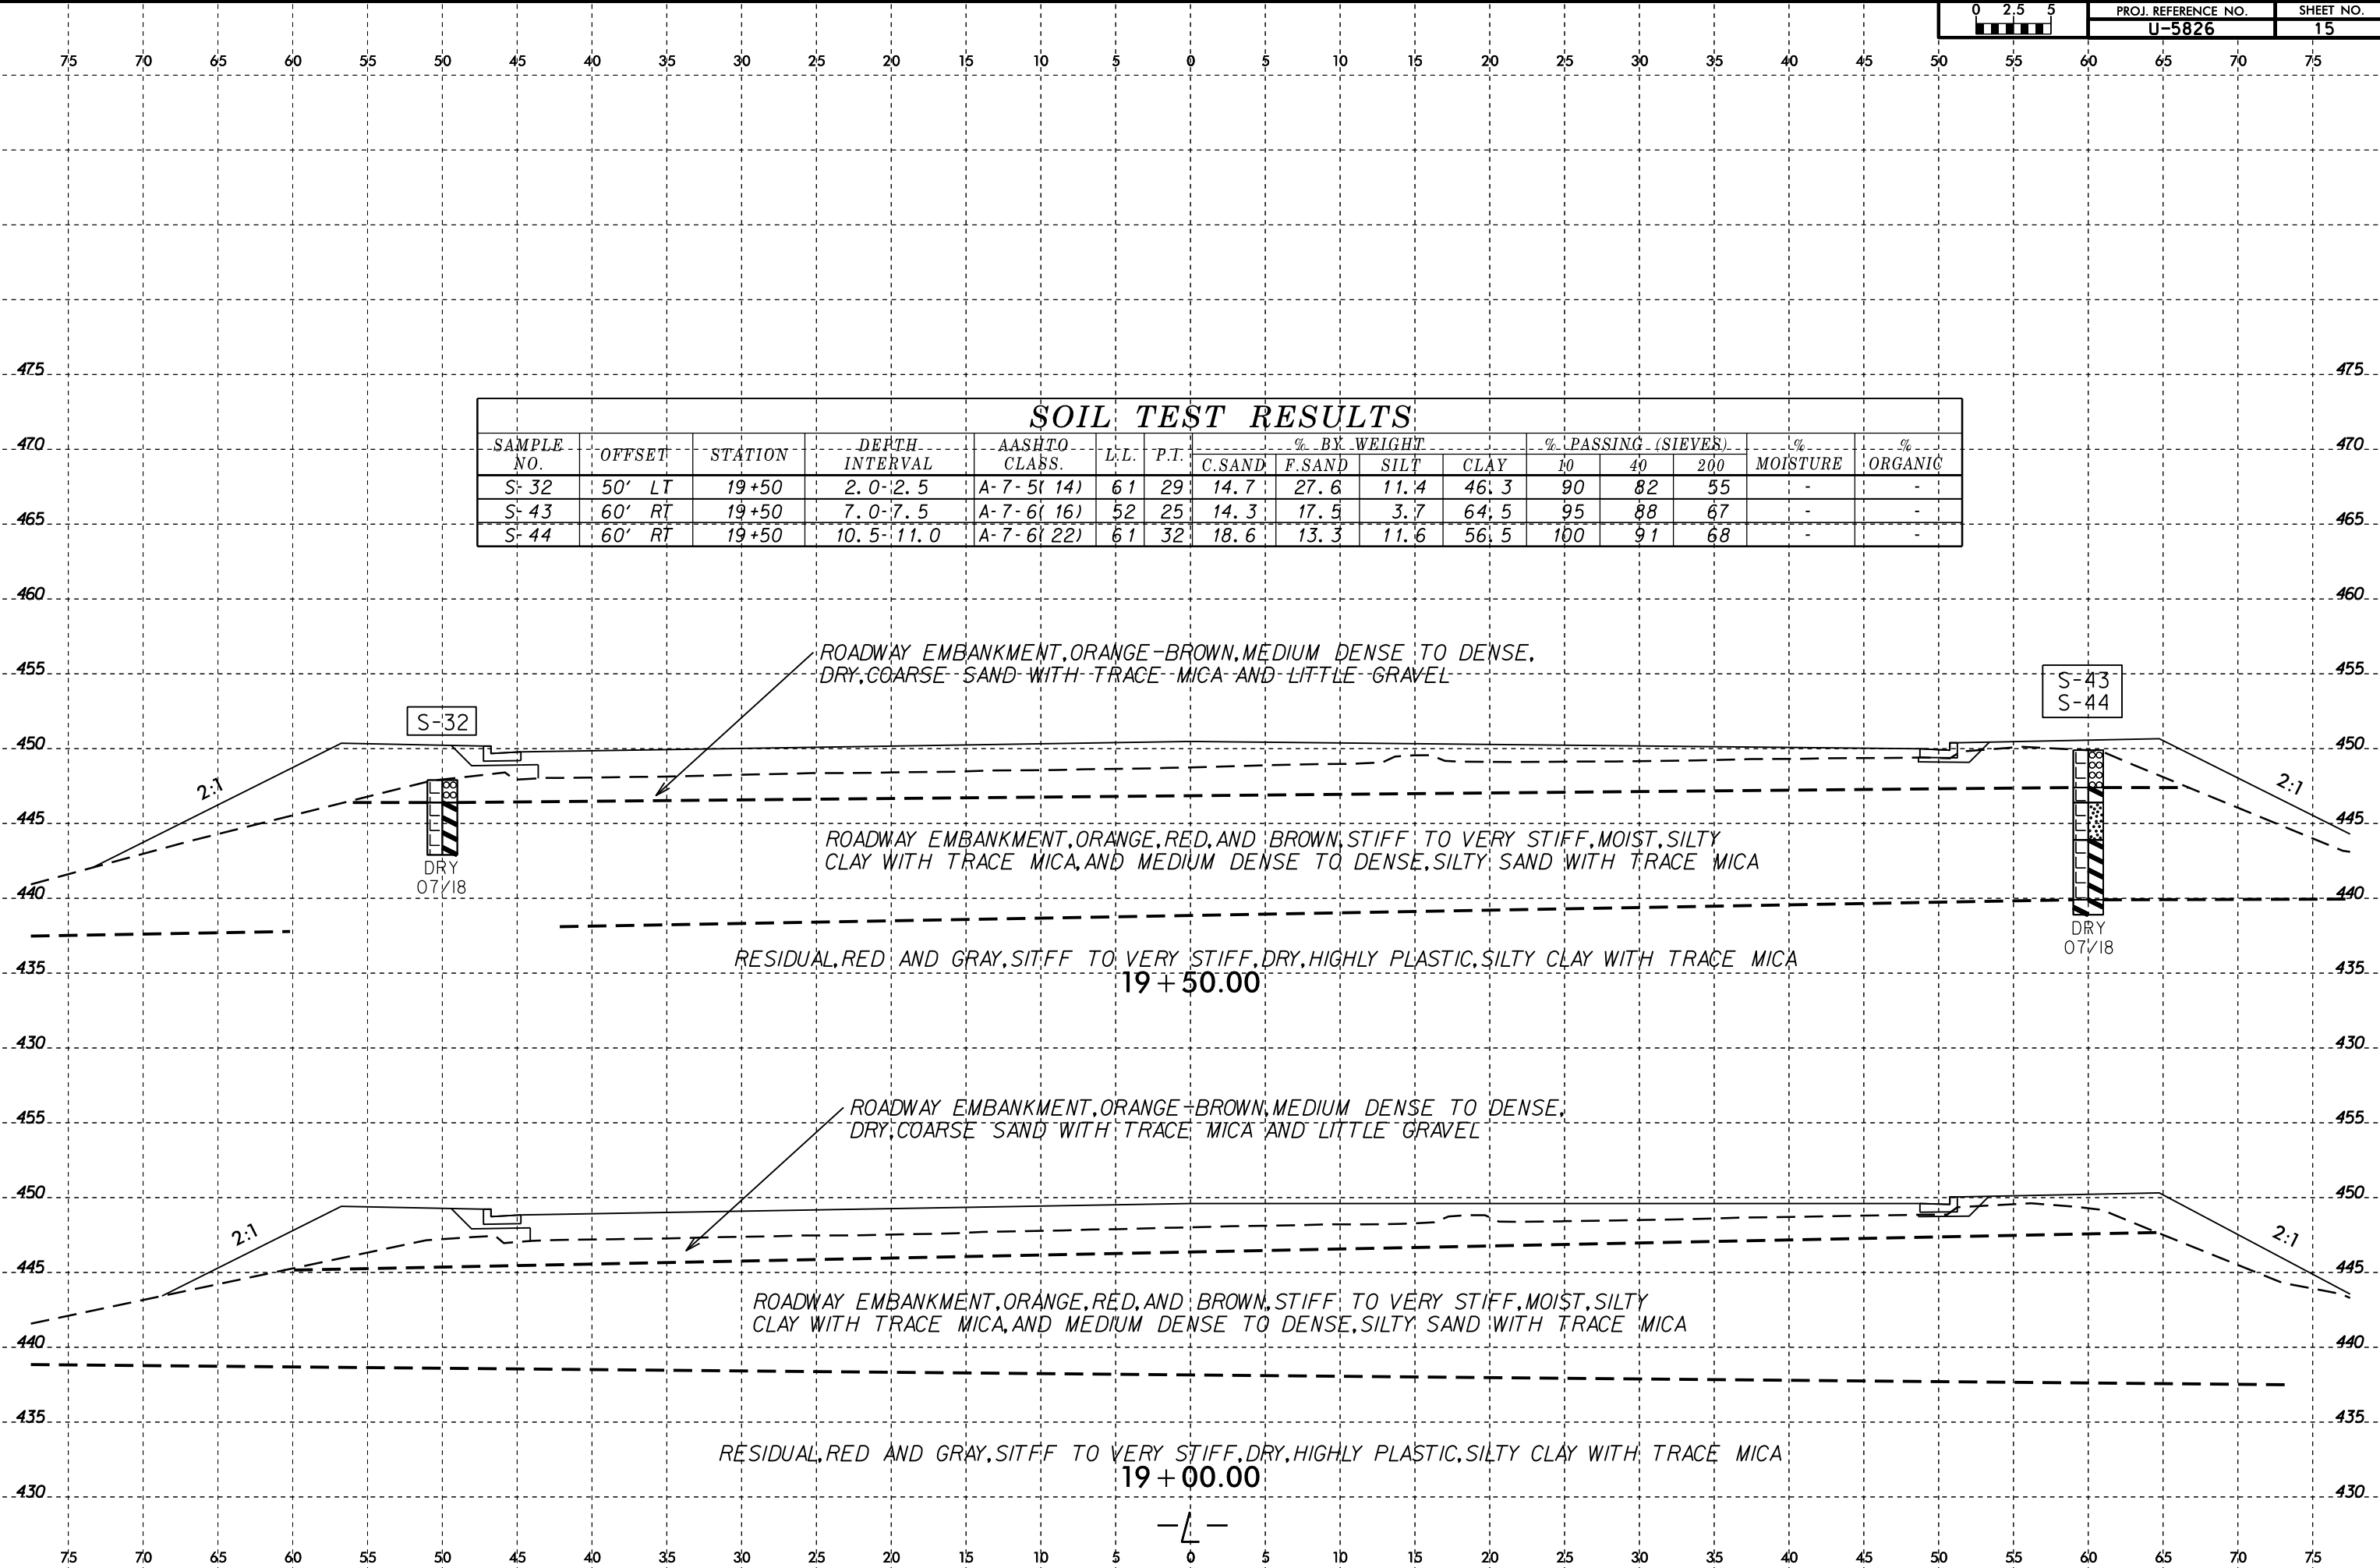 0 2.5 5
PROJ. REFERENCE NO.
SHEET NO.
U-5826
15
75 70 65 60 55 50 45 40 35 30 25 20 15 10 5 0 5 10 15 20 25 30 35 40 45 50 55 60 65 70 75
475 475
SOIL TEST RESULTS
470 470
SAMPLE NO. OFFSET STATION DEPTH INTERVAL AASHTO CLASS. L.L. P.I. % BY WEIGHT % PASSING (SIEVES) % MOISTURE % ORGANIC
C.SAND F.SAND SILT CLAY 10 40 200
S-32 50' LT 19+50 2.0-2.5 A-7-5(14) 61 29 14.7 27.6 11.4 46.3 90 82 55 - -
S-43 60' RT 19+50 7.0-7.5 A-7-6(16) 52 25 14.3 17.5 3.7 64.5 95 88 67 - -
465 465
S-44 60' RT 19+50 10.5-11.0 A-7-6(22) 61 32 18.6 13.3 11.6 56.5 100 91 68 - -
460 460
ROADWAY EMBANKMENT,ORANGE-BROWN,MEDIUM DENSE TO DENSE,
DRY,COARSE SAND WITH TRACE MICA AND LITTLE GRAVEL
455 455
S-43
S-44
S-32
450 450
2:1
2:1
445 445
ROADWAY EMBANKMENT,ORANGE,RED,AND BROWN,STIFF TO VERY STIFF,MOIST,SILTY
CLAY WITH TRACE MICA,AND MEDIUM DENSE TO DENSE,SILTY SAND WITH TRACE MICA
DRY
07/18
440 440
DRY
07/18
RESIDUAL,RED AND GRAY,SITFF TO VERY STIFF,DRY,HIGHLY PLASTIC,SILTY CLAY WITH TRACE MICA
435 435
19+50.00
430 430
ROADWAY EMBANKMENT,ORANGE-BROWN,MEDIUM DENSE TO DENSE,
455 455
DRY,COARSE SAND WITH TRACE MICA AND LITTLE GRAVEL
450 450
2:1
2:1
445 445
ROADWAY EMBANKMENT,ORANGE,RED,AND BROWN,STIFF TO VERY STIFF,MOIST,SILTY
CLAY WITH TRACE MICA,AND MEDIUM DENSE TO DENSE,SILTY SAND WITH TRACE MICA
440 440
435 435
RESIDUAL,RED AND GRAY,SITFF TO VERY STIFF,DRY,HIGHLY PLASTIC,SILTY CLAY WITH TRACE MICA
19+00.00
430 430
-L-
75 70 65 60 55 50 45 40 35 30 25 20 15 10 5 0 5 10 15 20 25 30 35 40 45 50 55 60 65 70 75